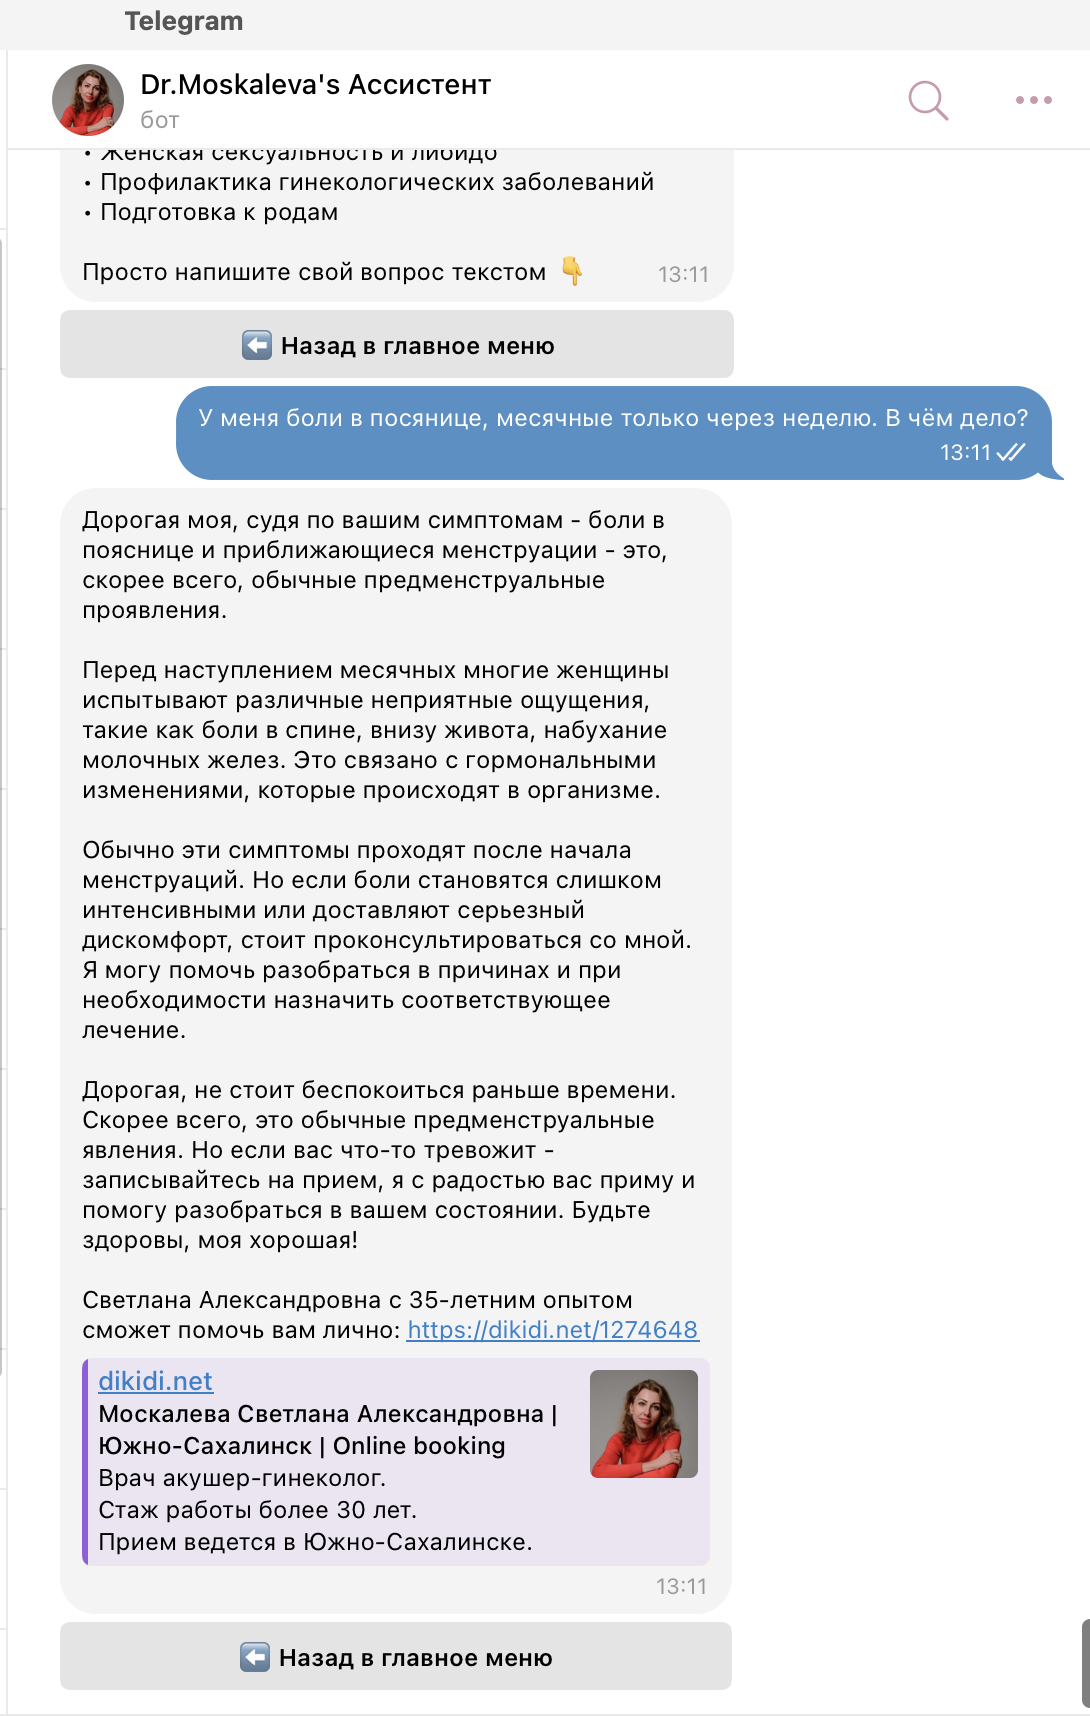 Telegram
Dr.Moskaleva's Ассистент
бот
• Женская сексуальность и либидо
• Профилактика гинекологических заболеваний
• Подготовка к родам
Просто напишите свой вопрос текстом 👇 13:11
⬅️ Назад в главное меню
У меня боли в посянице, месячные только через неделю. В чём дело?
13:11
Дорогая моя, судя по вашим симптомам - боли в
пояснице и приближающиеся менструации - это,
скорее всего, обычные предменструальные
проявления.
Перед наступлением месячных многие женщины
испытывают различные неприятные ощущения,
такие как боли в спине, внизу живота, набухание
молочных желез. Это связано с гормональными
изменениями, которые происходят в организме.
Обычно эти симптомы проходят после начала
менструаций. Но если боли становятся слишком
интенсивными или доставляют серьезный
дискомфорт, стоит проконсультироваться со мной.
Я могу помочь разобраться в причинах и при
необходимости назначить соответствующее
лечение.
Дорогая, не стоит беспокоиться раньше времени.
Скорее всего, это обычные предменструальные
явления. Но если вас что-то тревожит -
записывайтесь на прием, я с радостью вас приму и
помогу разобраться в вашем состоянии. Будьте
здоровы, моя хорошая!
Светлана Александровна с 35-летним опытом
сможет помочь вам лично: https://dikidi.net/1274648
dikidi.net
Москалева Светлана Александровна |
Южно-Сахалинск | Online booking
Врач акушер-гинеколог.
Стаж работы более 30 лет.
Прием ведется в Южно-Сахалинске.
13:11
⬅️ Назад в главное меню